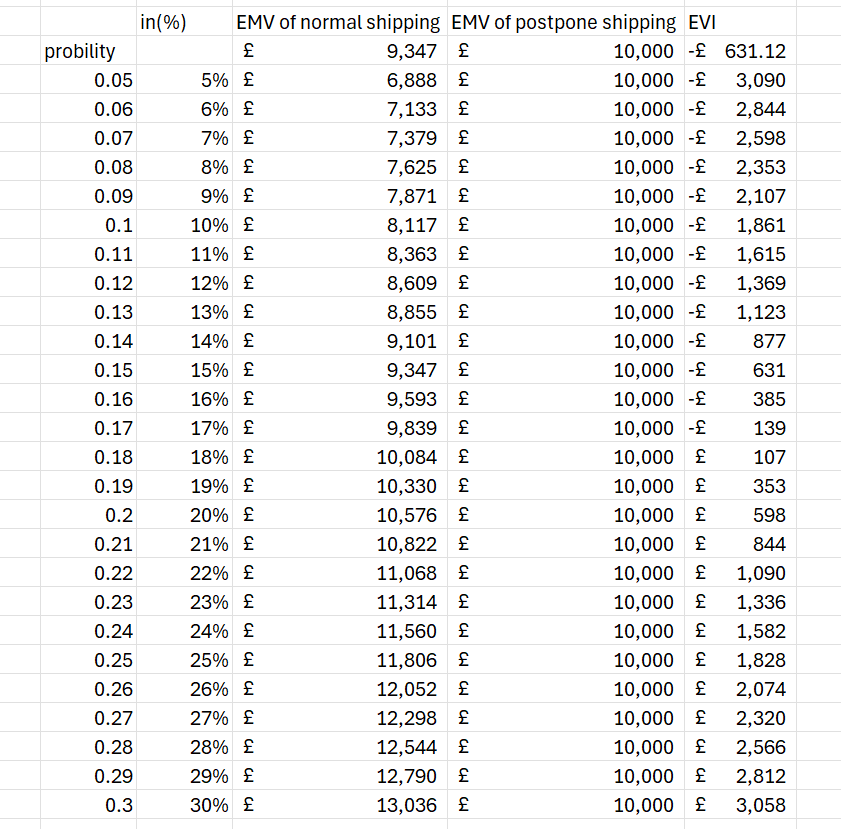 in(%) EMV of normal shipping EMV of postpone shipping EVI
probility £ 9,347 £ 10,000 -£ 631.12
0.05 5% £ 6,888 £ 10,000 -£ 3,090
0.06 6% £ 7,133 £ 10,000 -£ 2,844
0.07 7% £ 7,379 £ 10,000 -£ 2,598
0.08 8% £ 7,625 £ 10,000 -£ 2,353
0.09 9% £ 7,871 £ 10,000 -£ 2,107
0.1 10% £ 8,117 £ 10,000 -£ 1,861
0.11 11% £ 8,363 £ 10,000 -£ 1,615
0.12 12% £ 8,609 £ 10,000 -£ 1,369
0.13 13% £ 8,855 £ 10,000 -£ 1,123
0.14 14% £ 9,101 £ 10,000 -£ 877
0.15 15% £ 9,347 £ 10,000 -£ 631
0.16 16% £ 9,593 £ 10,000 -£ 385
0.17 17% £ 9,839 £ 10,000 -£ 139
0.18 18% £ 10,084 £ 10,000 £ 107
0.19 19% £ 10,330 £ 10,000 £ 353
0.2 20% £ 10,576 £ 10,000 £ 598
0.21 21% £ 10,822 £ 10,000 £ 844
0.22 22% £ 11,068 £ 10,000 £ 1,090
0.23 23% £ 11,314 £ 10,000 £ 1,336
0.24 24% £ 11,560 £ 10,000 £ 1,582
0.25 25% £ 11,806 £ 10,000 £ 1,828
0.26 26% £ 12,052 £ 10,000 £ 2,074
0.27 27% £ 12,298 £ 10,000 £ 2,320
0.28 28% £ 12,544 £ 10,000 £ 2,566
0.29 29% £ 12,790 £ 10,000 £ 2,812
0.3 30% £ 13,036 £ 10,000 £ 3,058